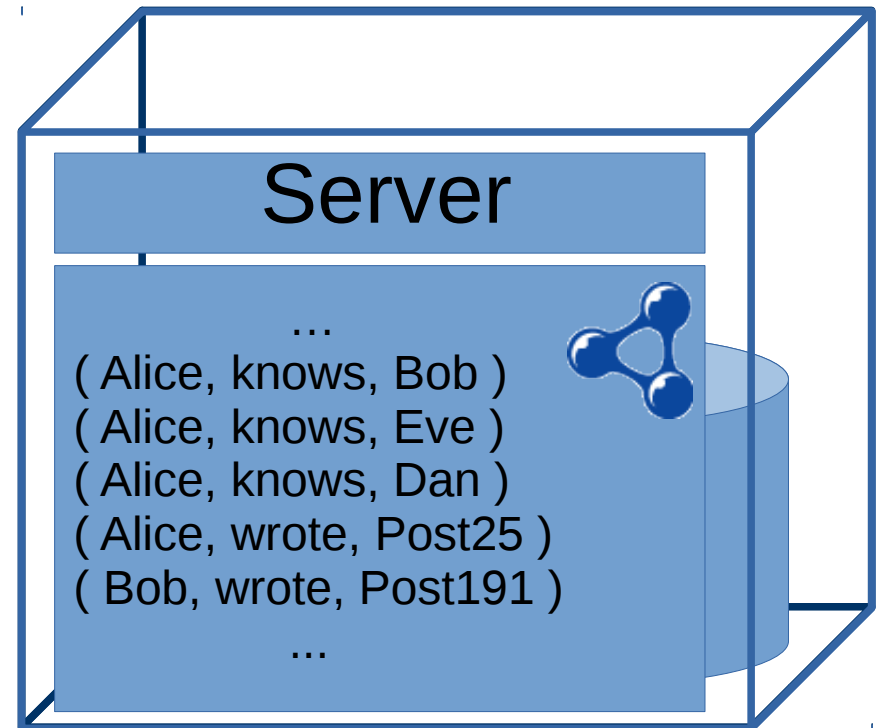 Server
...
( Alice, knows, Bob )
( Alice, knows, Eve )
( Alice, knows, Dan )
( Alice, wrote, Post25 )
( Bob, wrote, Post191 )
...